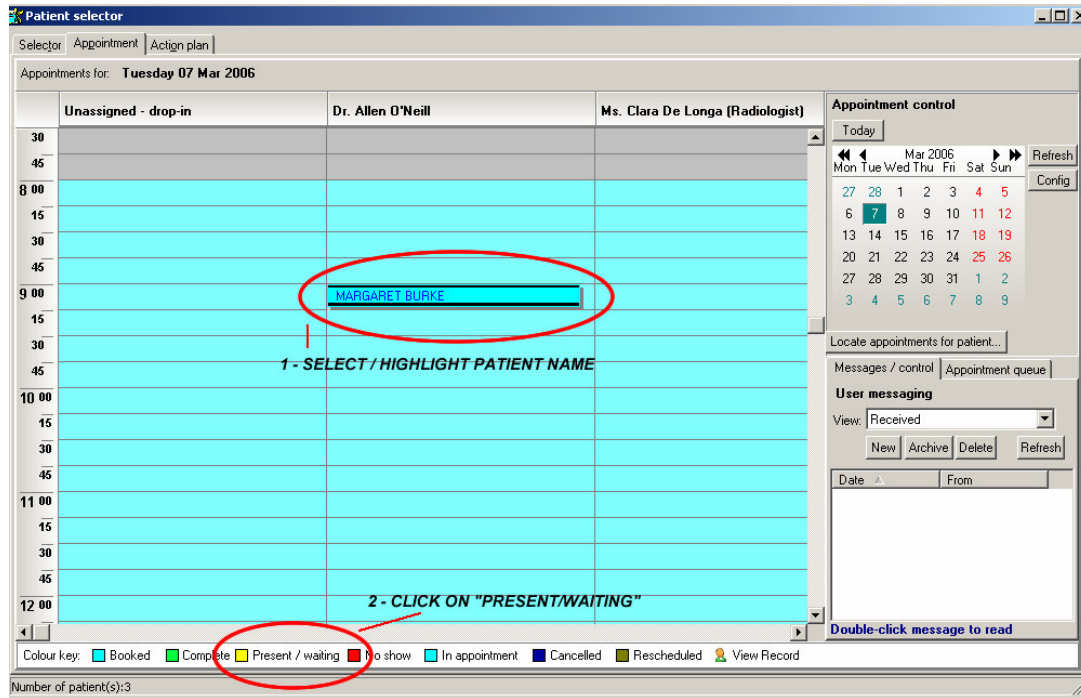 Patient selector
Selector Appointment Action plan
Appointments for: Tuesday 07 Mar 2006
Unassigned - drop-in Dr. Allen O'Neill Ms. Clara De Longa (Radiologist)
30
45
8 00
15
30
45
9 00 MARGARET BURKE
15
30
1 - SELECT / HIGHLIGHT PATIENT NAME
45
10 00
15
30
45
11 00
15
30
45
12 00 2 - CLICK ON "PRESENT/WAITING"
Appointment control
Today
Mar 2006 Refresh
Mon Tue Wed Thu Fri Sat Sun
Config
27 28 1 2 3 4 5
6 7 8 9 10 11 12
13 14 15 16 17 18 19
20 21 22 23 24 25 26
27 28 29 30 31 1 2
3 4 5 6 7 8 9
Locate appointments for patient...
Messages / control Appointment queue
User messaging
View: Received
New Archive Delete Refresh
Date From
Double-click message to read
Colour key: Booked Complete Present / waiting No show In appointment Cancelled Rescheduled View Record
Number of patient(s):3